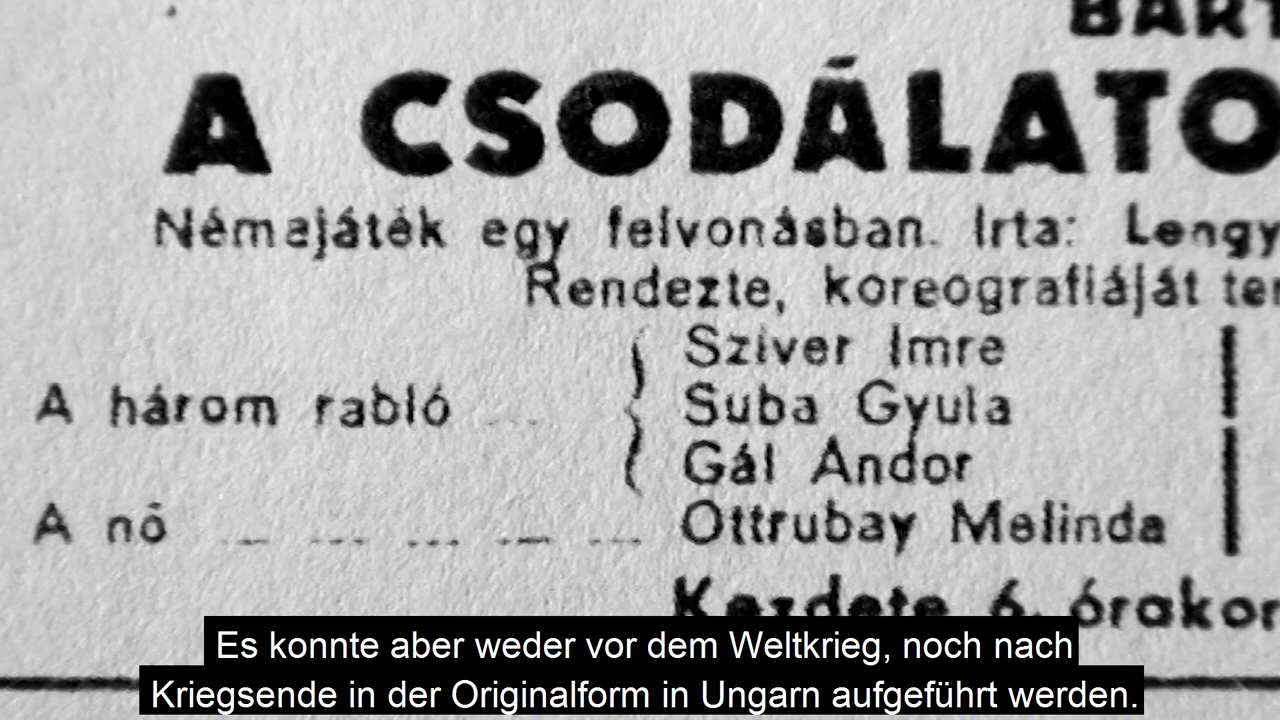 BART
A CSODÁLATO
Némajáték egy felvonásban. Irta: Lengy
Rendezte, koreográfiáját ter
Sziver Imre
A három rabló Suba Gyula
Gál Andor
A nő Ottrubay Melinda
Kezdete 6 órakor
Es konnte aber weder vor dem Weltkrieg, noch nach
Kriegsende in der Originalform in Ungarn aufgeführt werden.